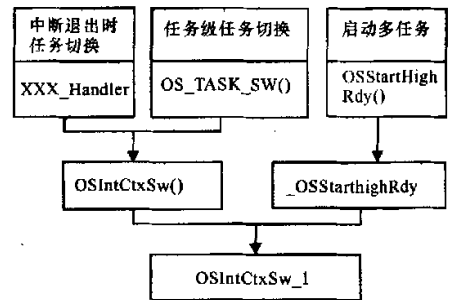 中断退出时
任务切换
XXX_Handler
任务级任务切换
OS_TASK_SW()
启动多任务
OSStartHigh
Rdy()
OSIntCtxSw()
_OSStarthighRdy
OSIntCtxSw_1